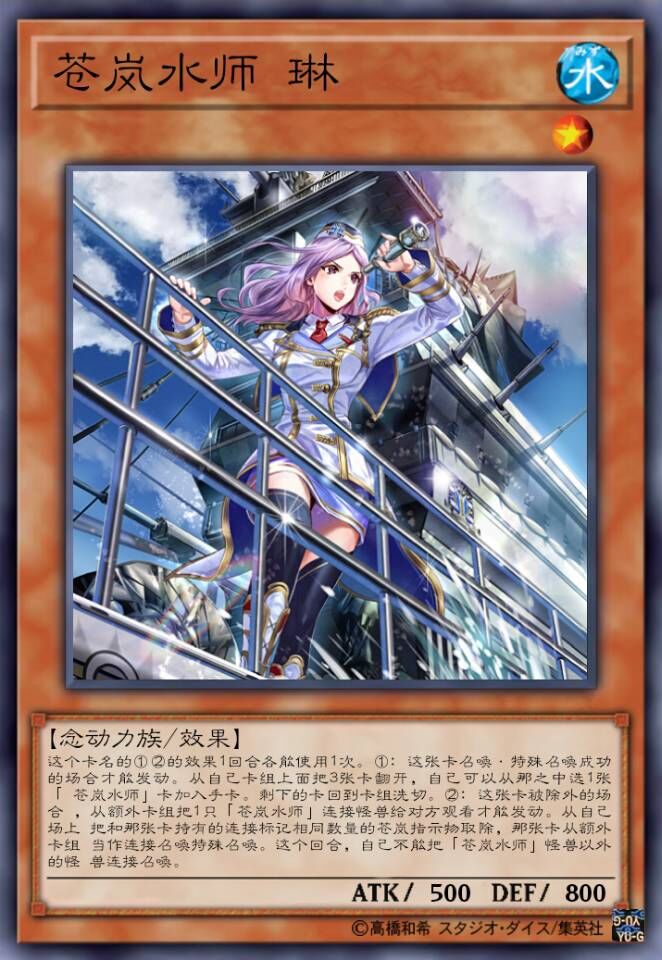 苍岚水师 琳
みず
水
【念动力族/效果】
这个卡名的①②的效果1回合各能使用1次。①：这张卡召唤·特殊召唤成功
的场合才能发动。从自己卡组上面把3张卡翻开，自己可以从那之中选1张
「 苍岚水师」卡加入手卡。剩下的卡回到卡组洗切。②：这张卡被除外的场
合 ，从额外卡组把1只「苍岚水师」连接怪兽给对方观看才能发动。从自己
场上 把和那张卡持有的连接标记相同数量的苍岚指示物取除，那张卡从额外
卡组 当作连接召唤特殊召唤。这个回合，自己不能把「苍岚水师」怪兽以外
的怪 兽连接召唤。
ATK/ 500 DEF/ 800
©高橋和希 スタジオ·ダイス/集英社